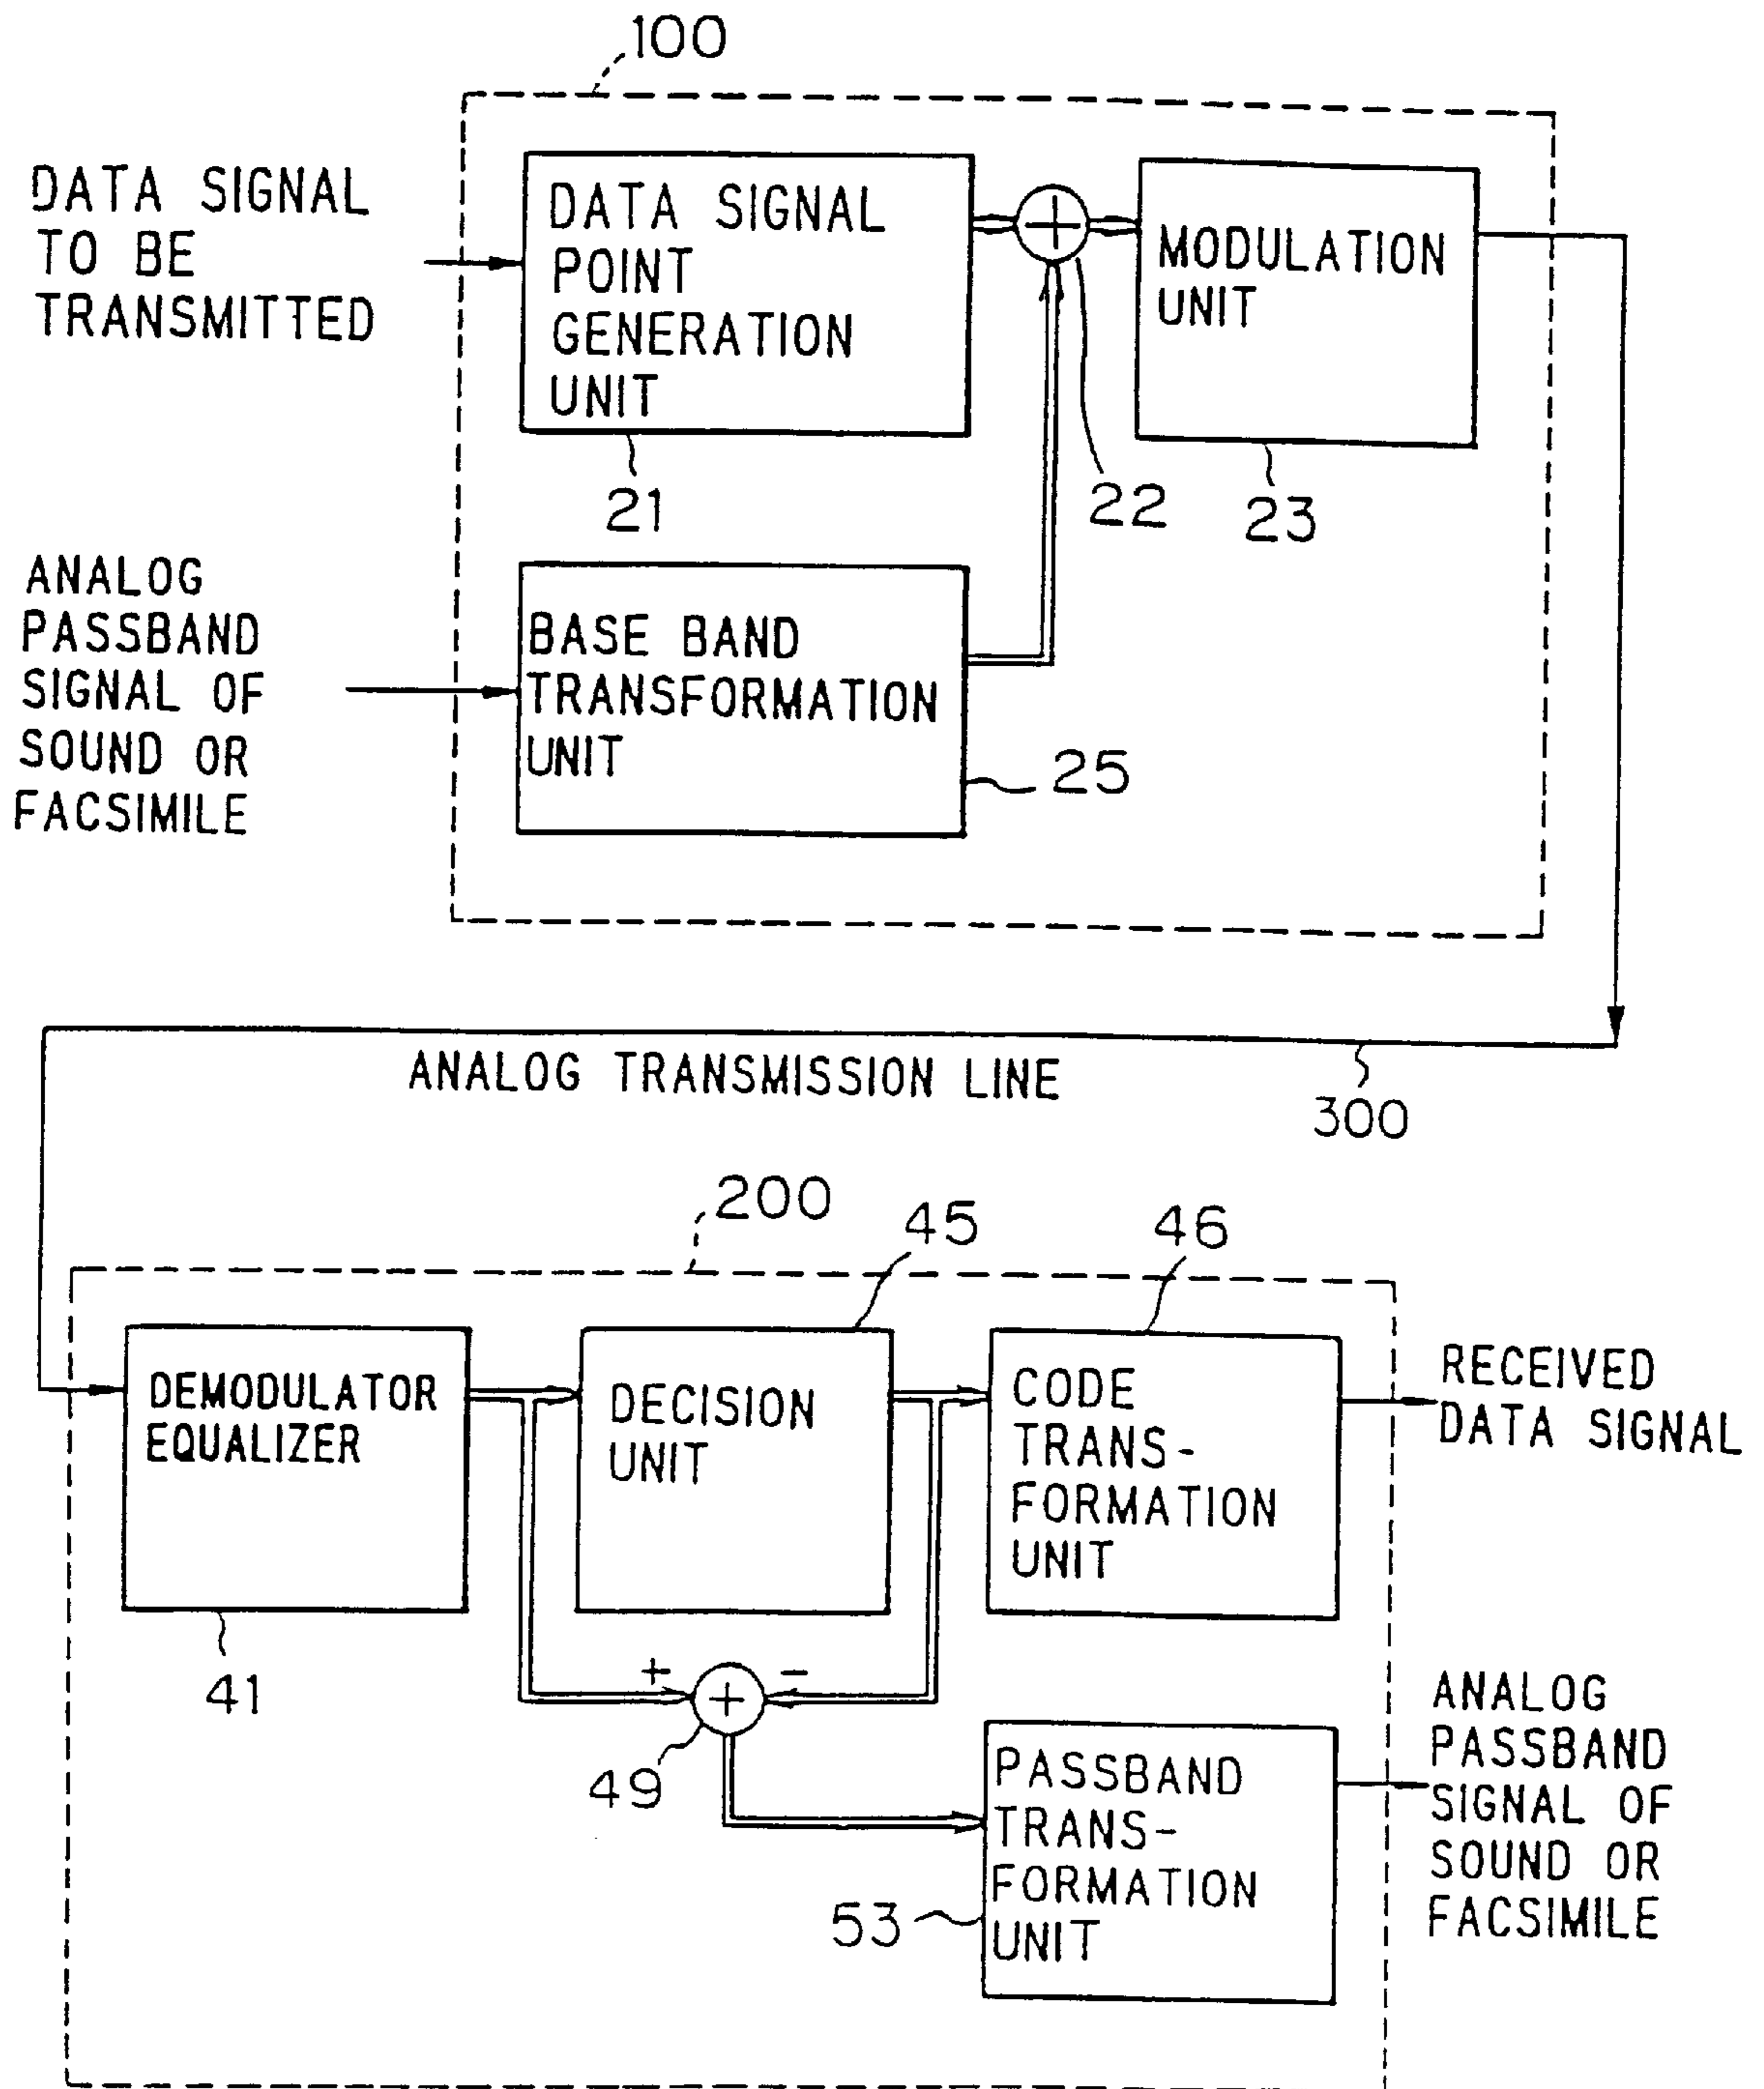 100
DATA SIGNAL
TO BE
TRANSMITTED
DATA SIGNAL
POINT
GENERATION
UNIT
+
MODULATION
UNIT
21
22
23
ANALOG
PASSBAND
SIGNAL OF
SOUND OR
FACSIMILE
BASE BAND
TRANSFORMATION
UNIT
25
ANALOG TRANSMISSION LINE
300
200
45
46
DEMODULATOR
EQUALIZER
DECISION
UNIT
CODE
TRANS-
FORMATION
UNIT
RECEIVED
DATA SIGNAL
41
+
-
+
49
PASSBAND
TRANS-
FORMATION
UNIT
53
ANALOG
PASSBAND
SIGNAL OF
SOUND OR
FACSIMILE